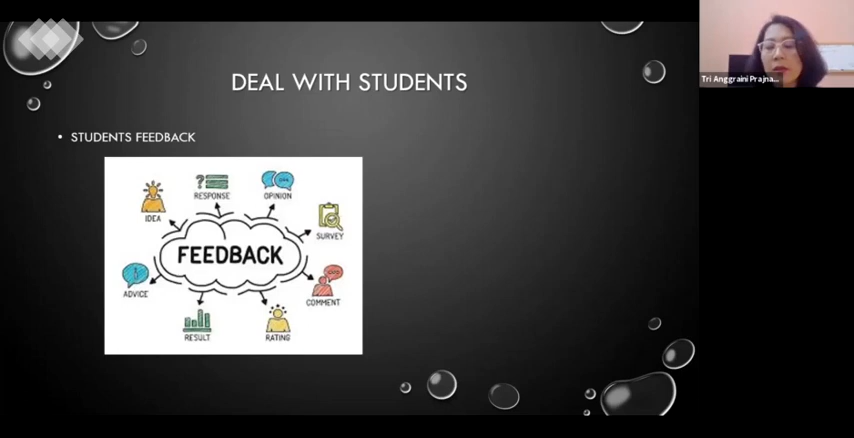 DEAL WITH STUDENTS
• STUDENTS FEEDBACK
RESPONSE
OPINION
IDEA
SURVEY
FEEDBACK
ADVICE
COMMENT
RESULT
RATING
Tri Anggraini Prajna...